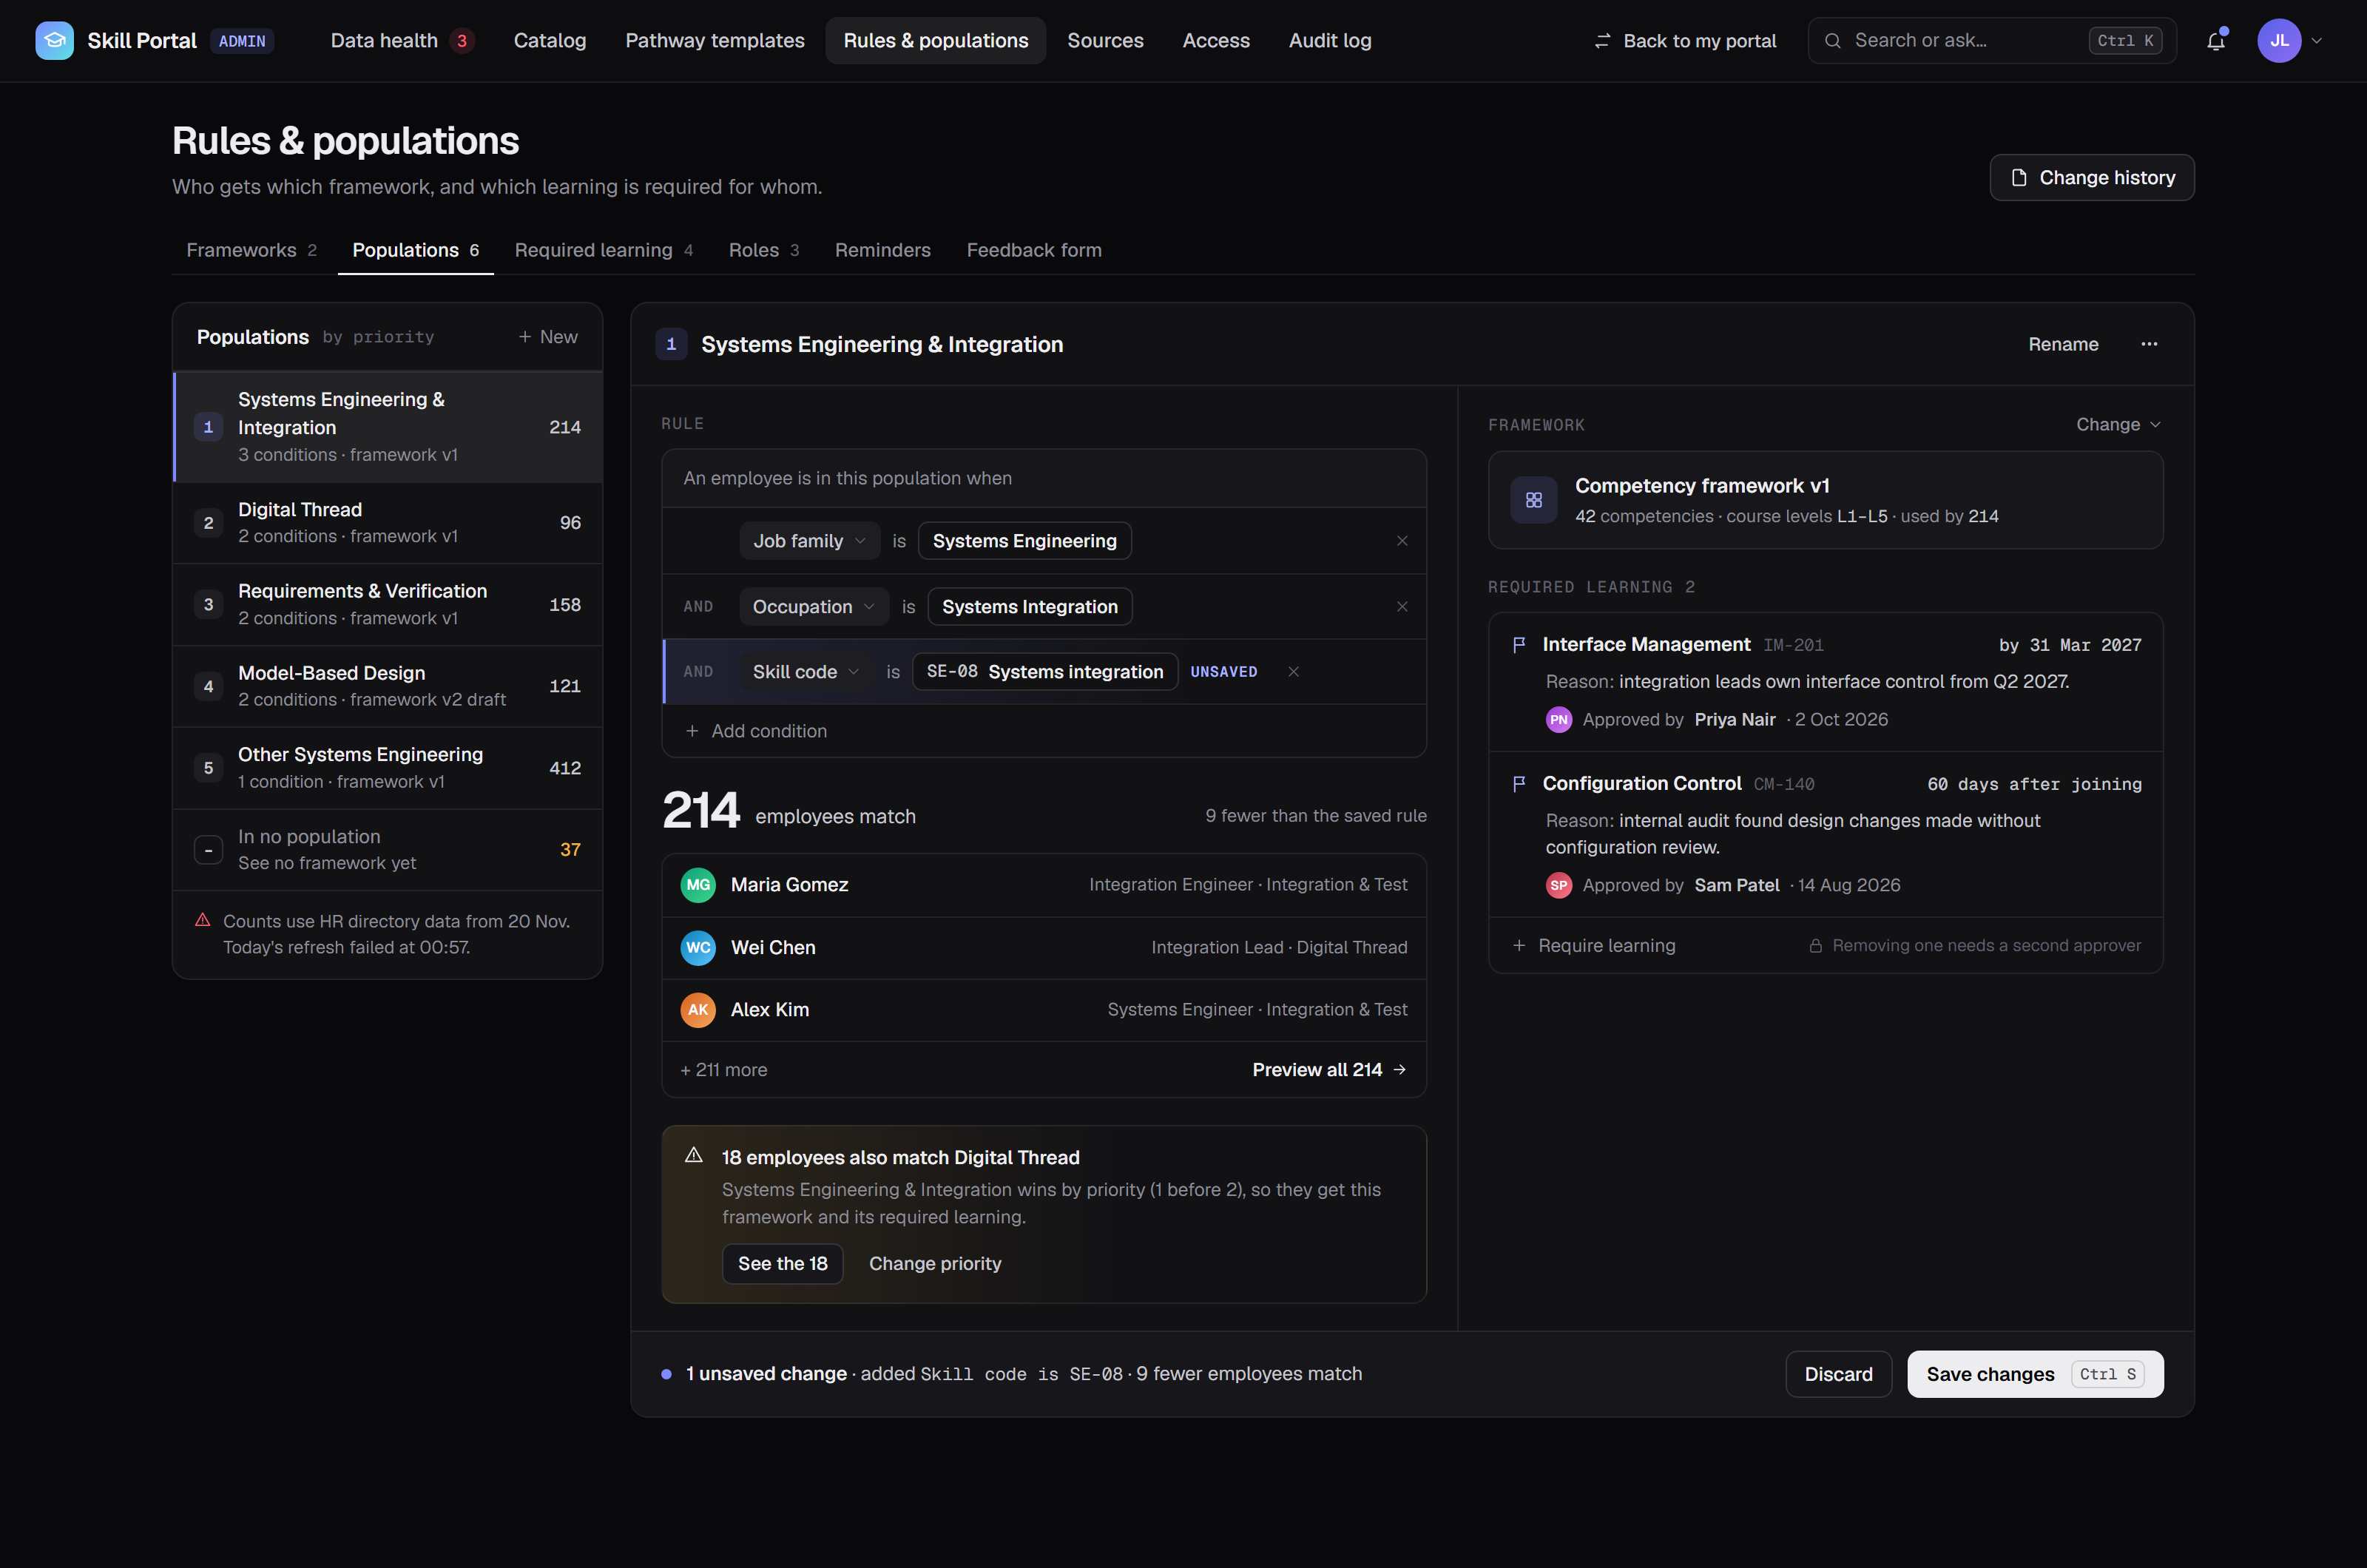 Skill Portal ADMIN Data health 3 Catalog Pathway templates Rules & populations Sources Access Audit log Back to my portal Search or ask... Ctrl K JL
Rules & populations
Who gets which framework, and which learning is required for whom.
Change history
Frameworks 2 Populations 6 Required learning 4 Roles 3 Reminders Feedback form
Populations by priority + New
1 Systems Engineering &
Integration
214
3 conditions · framework v1
2 Digital Thread 96
2 conditions · framework v1
3 Requirements & Verification 158
2 conditions · framework v1
4 Model-Based Design 121
2 conditions · framework v2 draft
5 Other Systems Engineering 412
1 condition · framework v1
– In no population 37
See no framework yet
Counts use HR directory data from 20 Nov.
Today's refresh failed at 00:57.
1 Systems Engineering & Integration Rename ...
RULE
An employee is in this population when
Job family is Systems Engineering
AND Occupation is Systems Integration
AND Skill code is SE-08 Systems integration UNSAVED
+ Add condition
214 employees match 9 fewer than the saved rule
MG Maria Gomez Integration Engineer · Integration & Test
WC Wei Chen Integration Lead · Digital Thread
AK Alex Kim Systems Engineer · Integration & Test
+ 211 more Preview all 214 →
18 employees also match Digital Thread
Systems Engineering & Integration wins by priority (1 before 2), so they get this
framework and its required learning.
See the 18 Change priority
FRAMEWORK Change
Competency framework v1
42 competencies · course levels L1–L5 · used by 214
REQUIRED LEARNING 2
Interface Management IM-201 by 31 Mar 2027
Reason: integration leads own interface control from Q2 2027.
PN Approved by Priya Nair · 2 Oct 2026
Configuration Control CM-140 60 days after joining
Reason: internal audit found design changes made without
configuration review.
SP Approved by Sam Patel · 14 Aug 2026
+ Require learning Removing one needs a second approver
1 unsaved change · added Skill code is SE-08 · 9 fewer employees match Discard Save changes Ctrl S